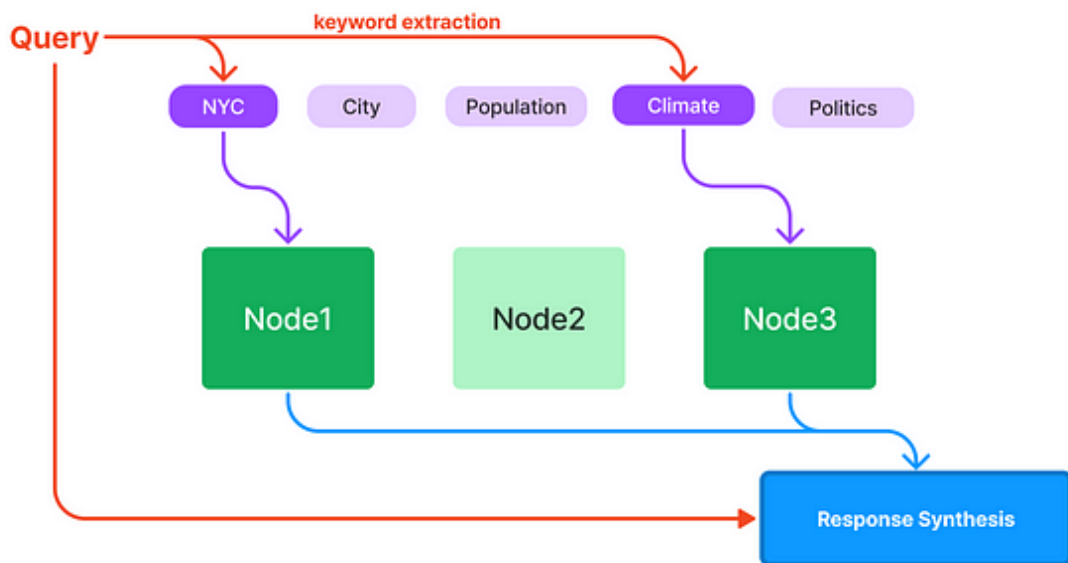 keyword extraction
Query
NYC
City
Population
Climate
Politics
Node1
Node2
Node3
Response Synthesis